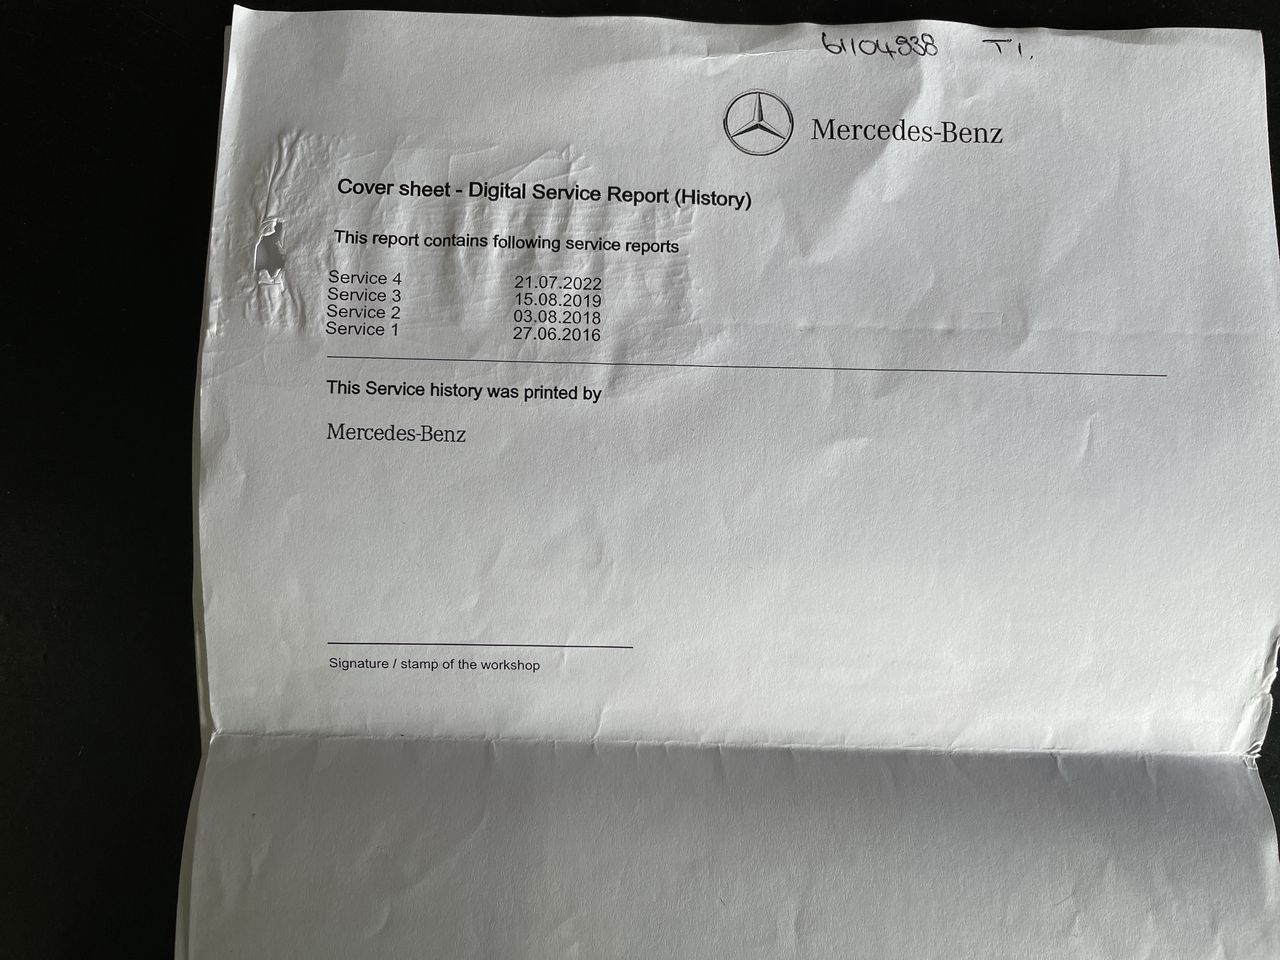 61104938 T1.
Mercedes-Benz
Cover sheet - Digital Service Report (History)
This report contains following service reports
Service 4 21.07.2022
Service 3 15.08.2019
Service 2 03.08.2018
Service 1 27.06.2016
This Service history was printed by
Mercedes-Benz
Signature / stamp of the workshop